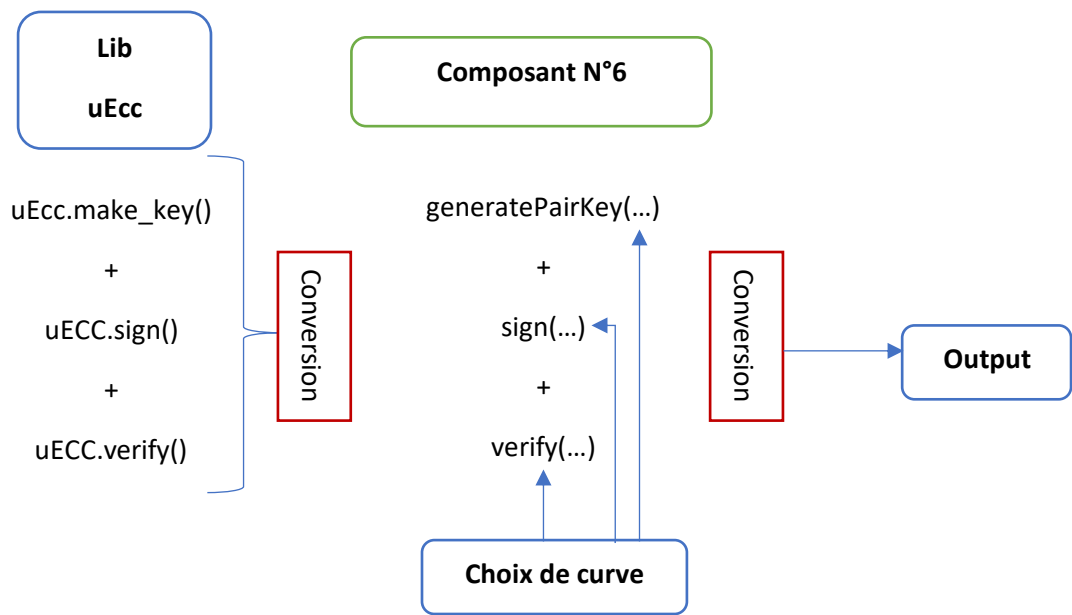 Lib
uEcc
Composant N°6
uEcc.make_key()
+
uECC.sign()
+
uECC.verify()
Conversion
generatePairKey(...)
+
sign(...)
+
verify(...)
Conversion
Output
Choix de curve